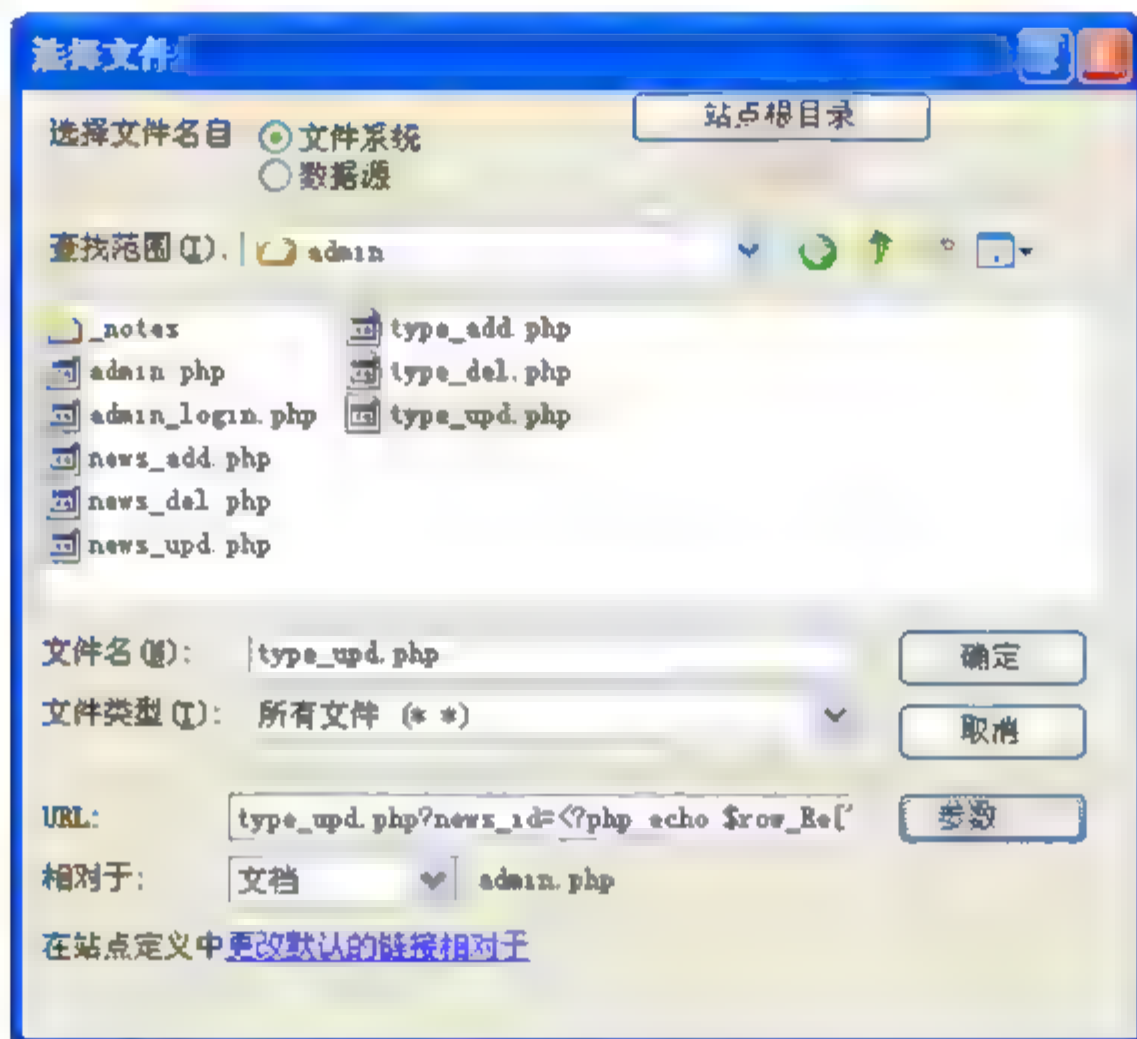 选择文件
站点根目录
选择文件名自 文件系统
数据源
查找范围(I): admin
_notes
admin.php
admin_login.php
news_add.php
news_del.php
news_upd.php
type_add.php
type_del.php
type_upd.php
文件名(N): type_upd.php 确定
文件类型(T): 所有文件 (*.*) 取消
URL: type_upd.php?news_id=<?php echo $row_Re[' 参数
相对于: 文档 admin.php
在站点定义中更改默认的链接相对于